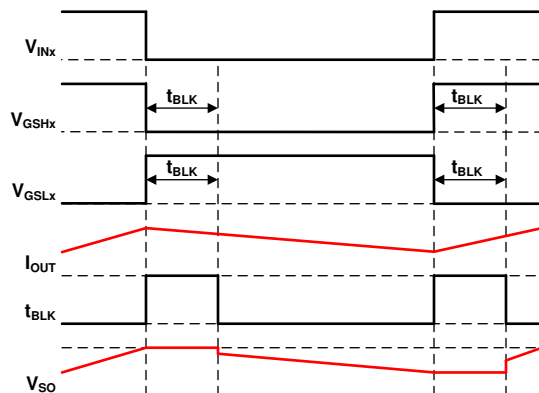 VINx
tBLK tBLK
VGSHx
tBLK tBLK
VGSLx
IOUT
tBLK
VSO